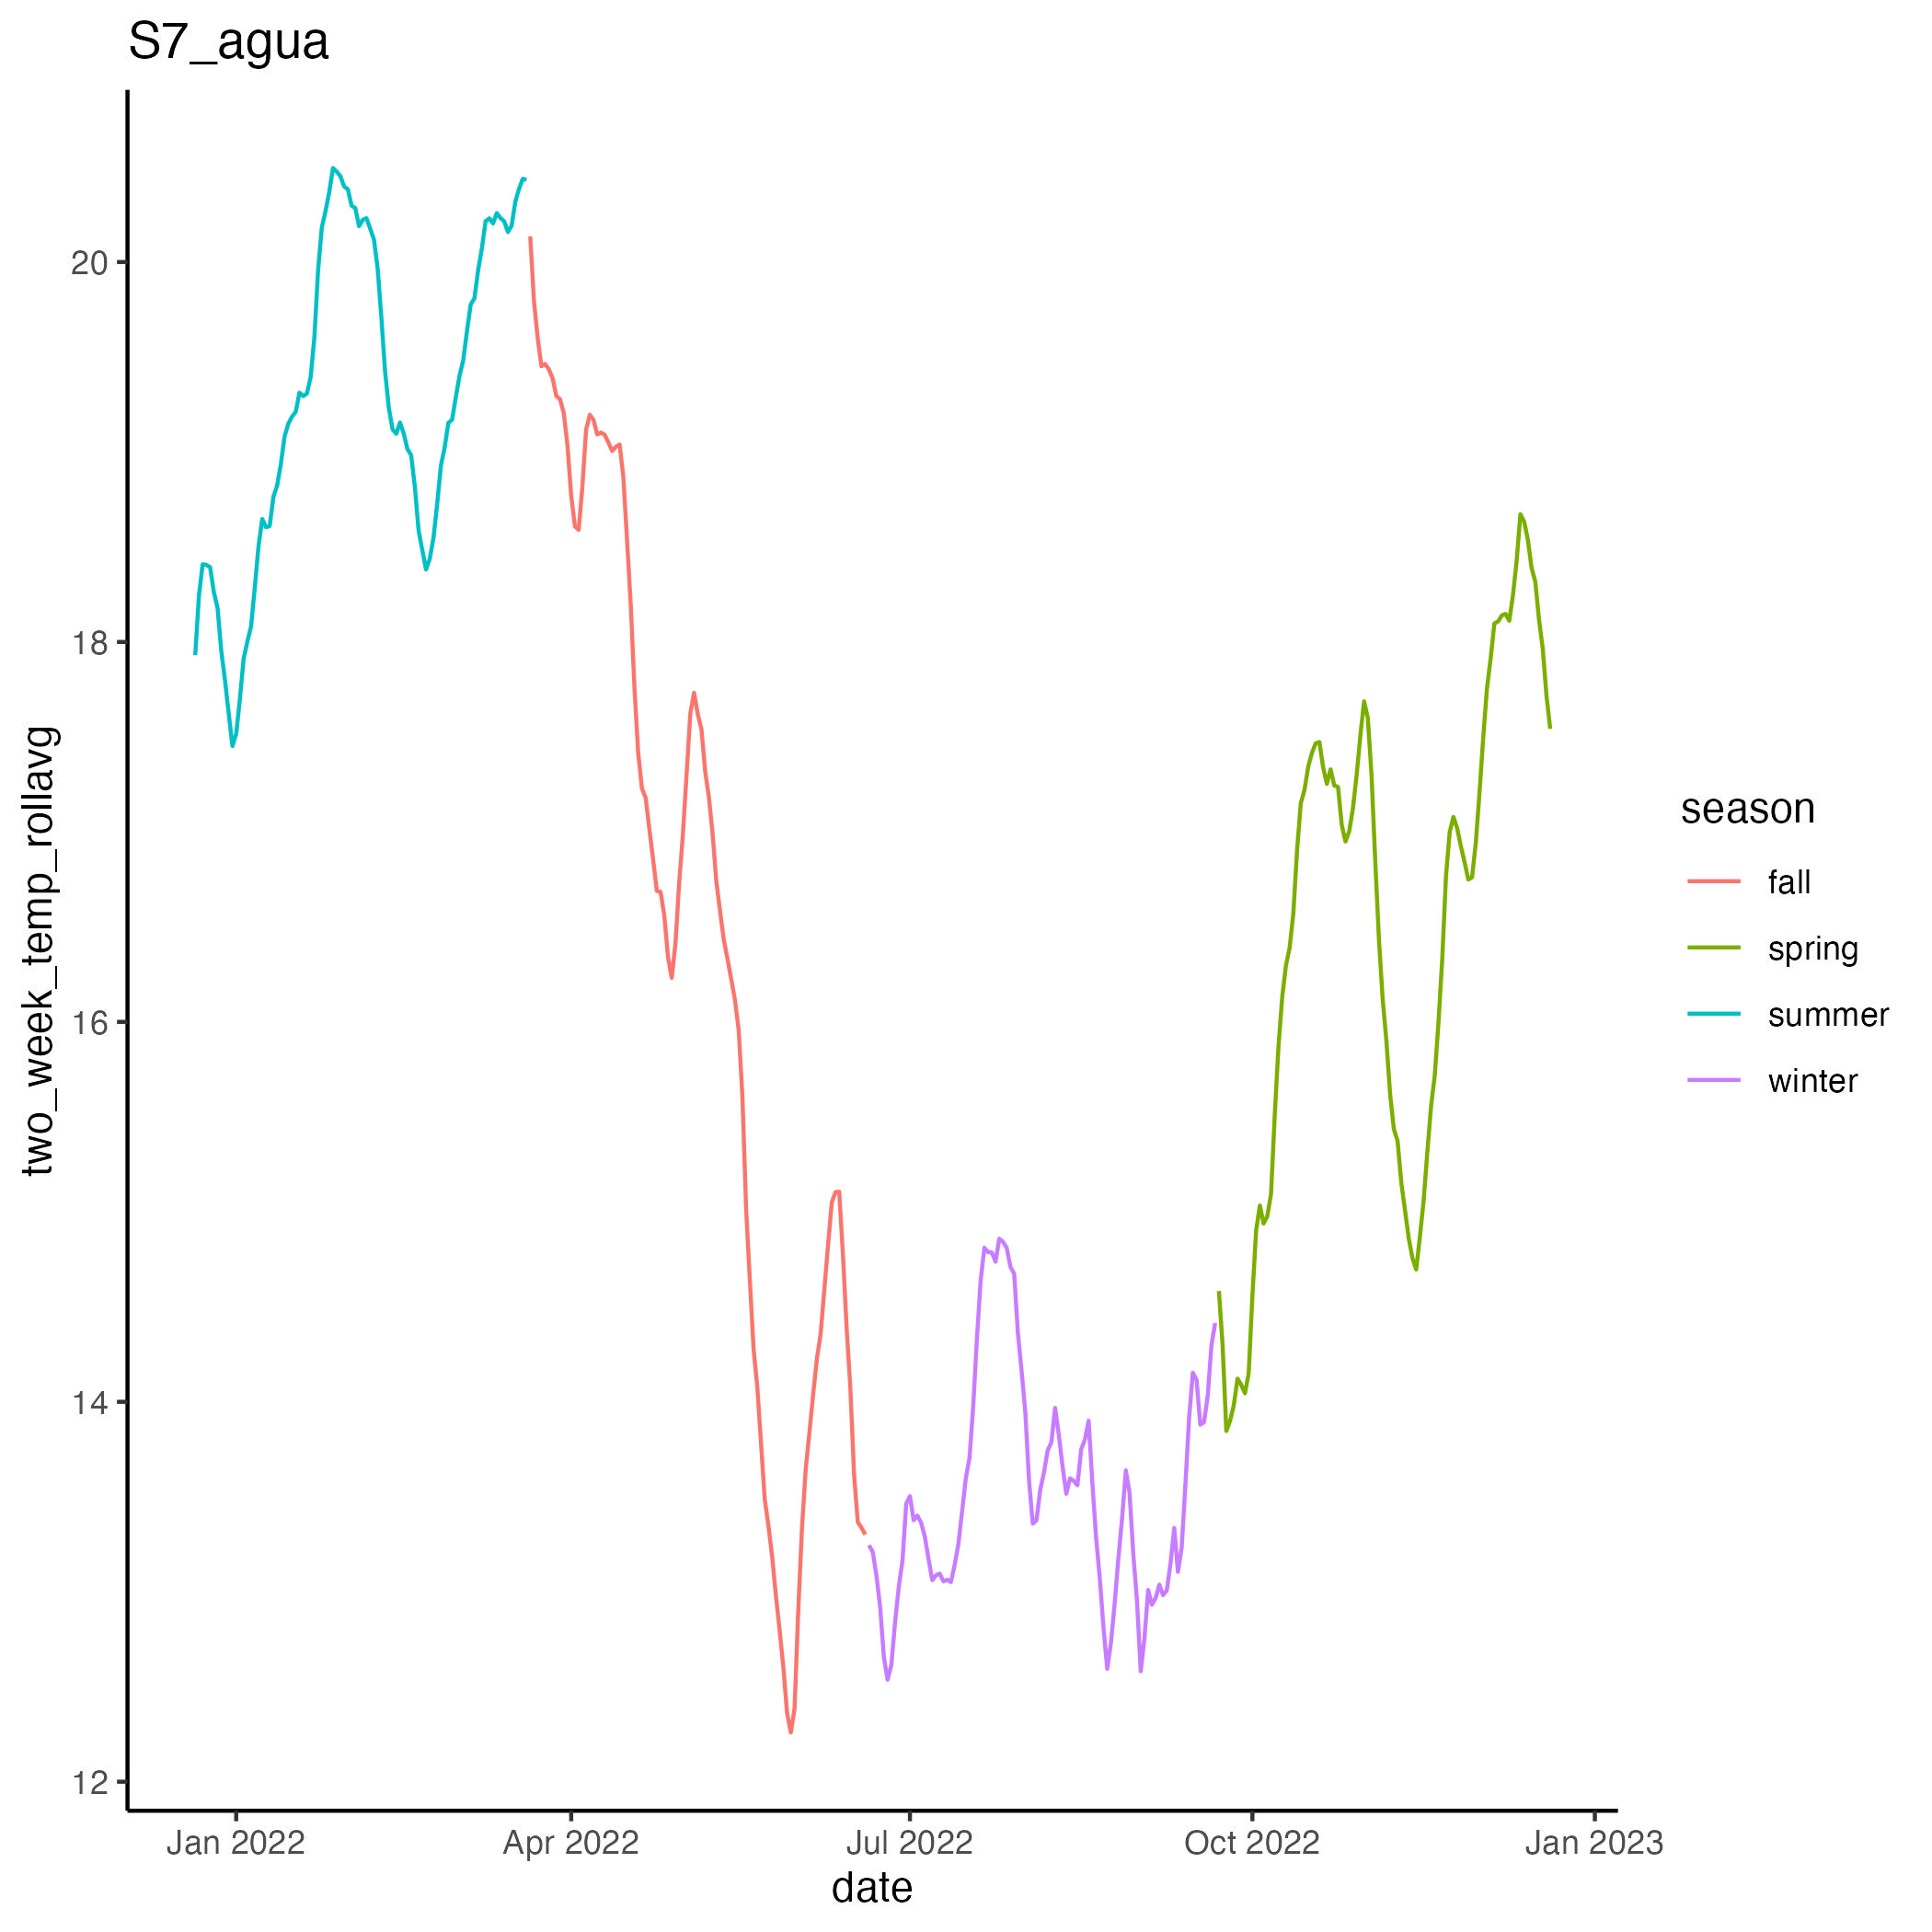 S7_agua
two_week_temp_rollavg
20
18
16
14
12
Jan 2022
Apr 2022
Jul 2022
Oct 2022
Jan 2023
date
season
fall
spring
summer
winter